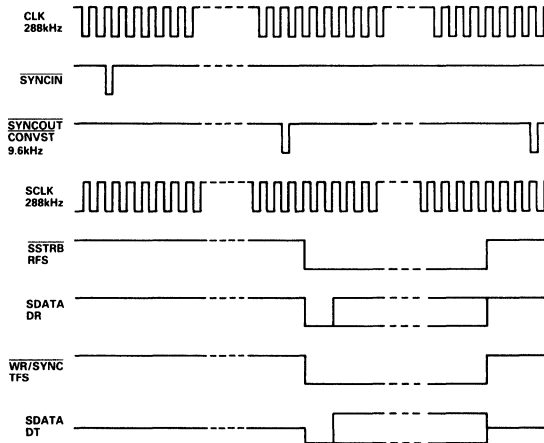 CLK
288kHz
SYNCIN
SYNCOUT
CONVST
9.6kHz
SCLK
288kHz
SSTRB
RFS
SDATA
DR
WR/SYNC
TFS
SDATA
DT